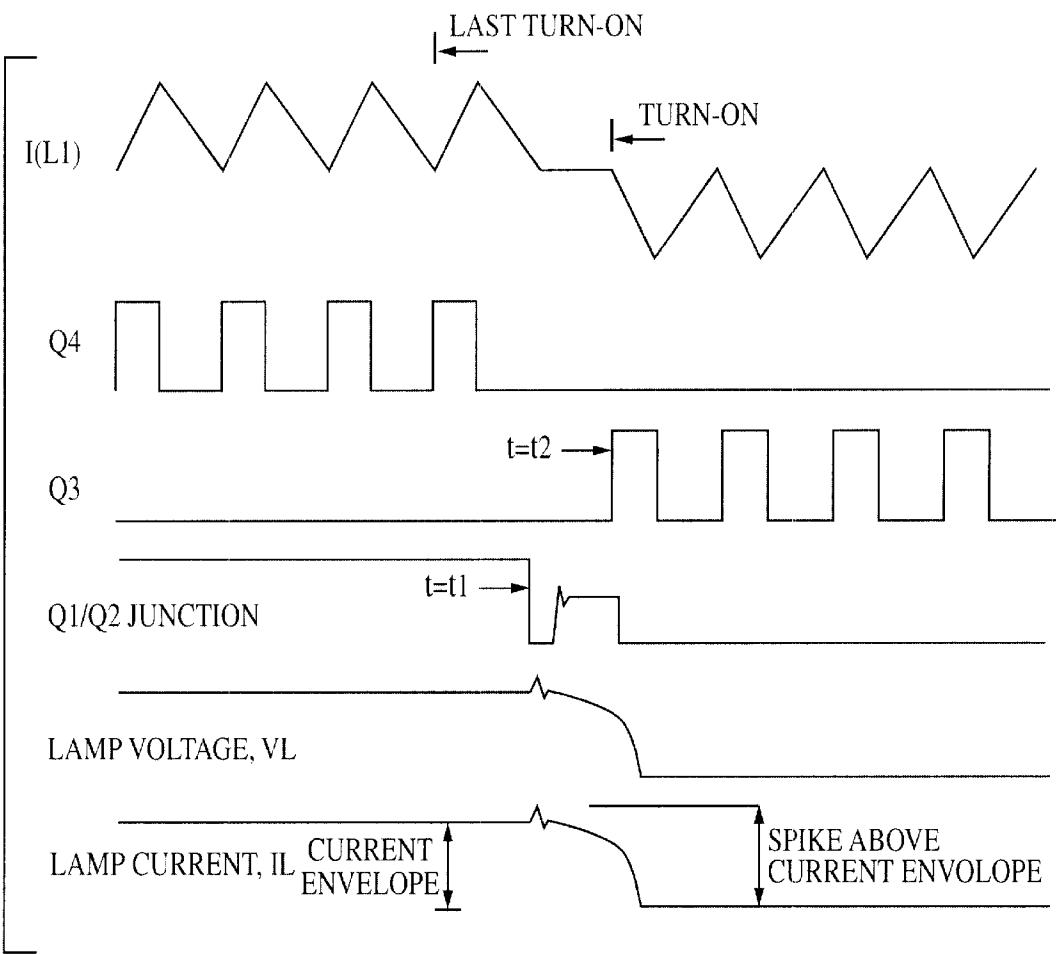 LAST TURN-ON
TURN-ON
I(L1)
Q4
t=t2
Q3
t=t1
Q1/Q2 JUNCTION
LAMP VOLTAGE, VL
LAMP CURRENT, IL
CURRENT
ENVELOPE
SPIKE ABOVE
CURRENT ENVOLOPE